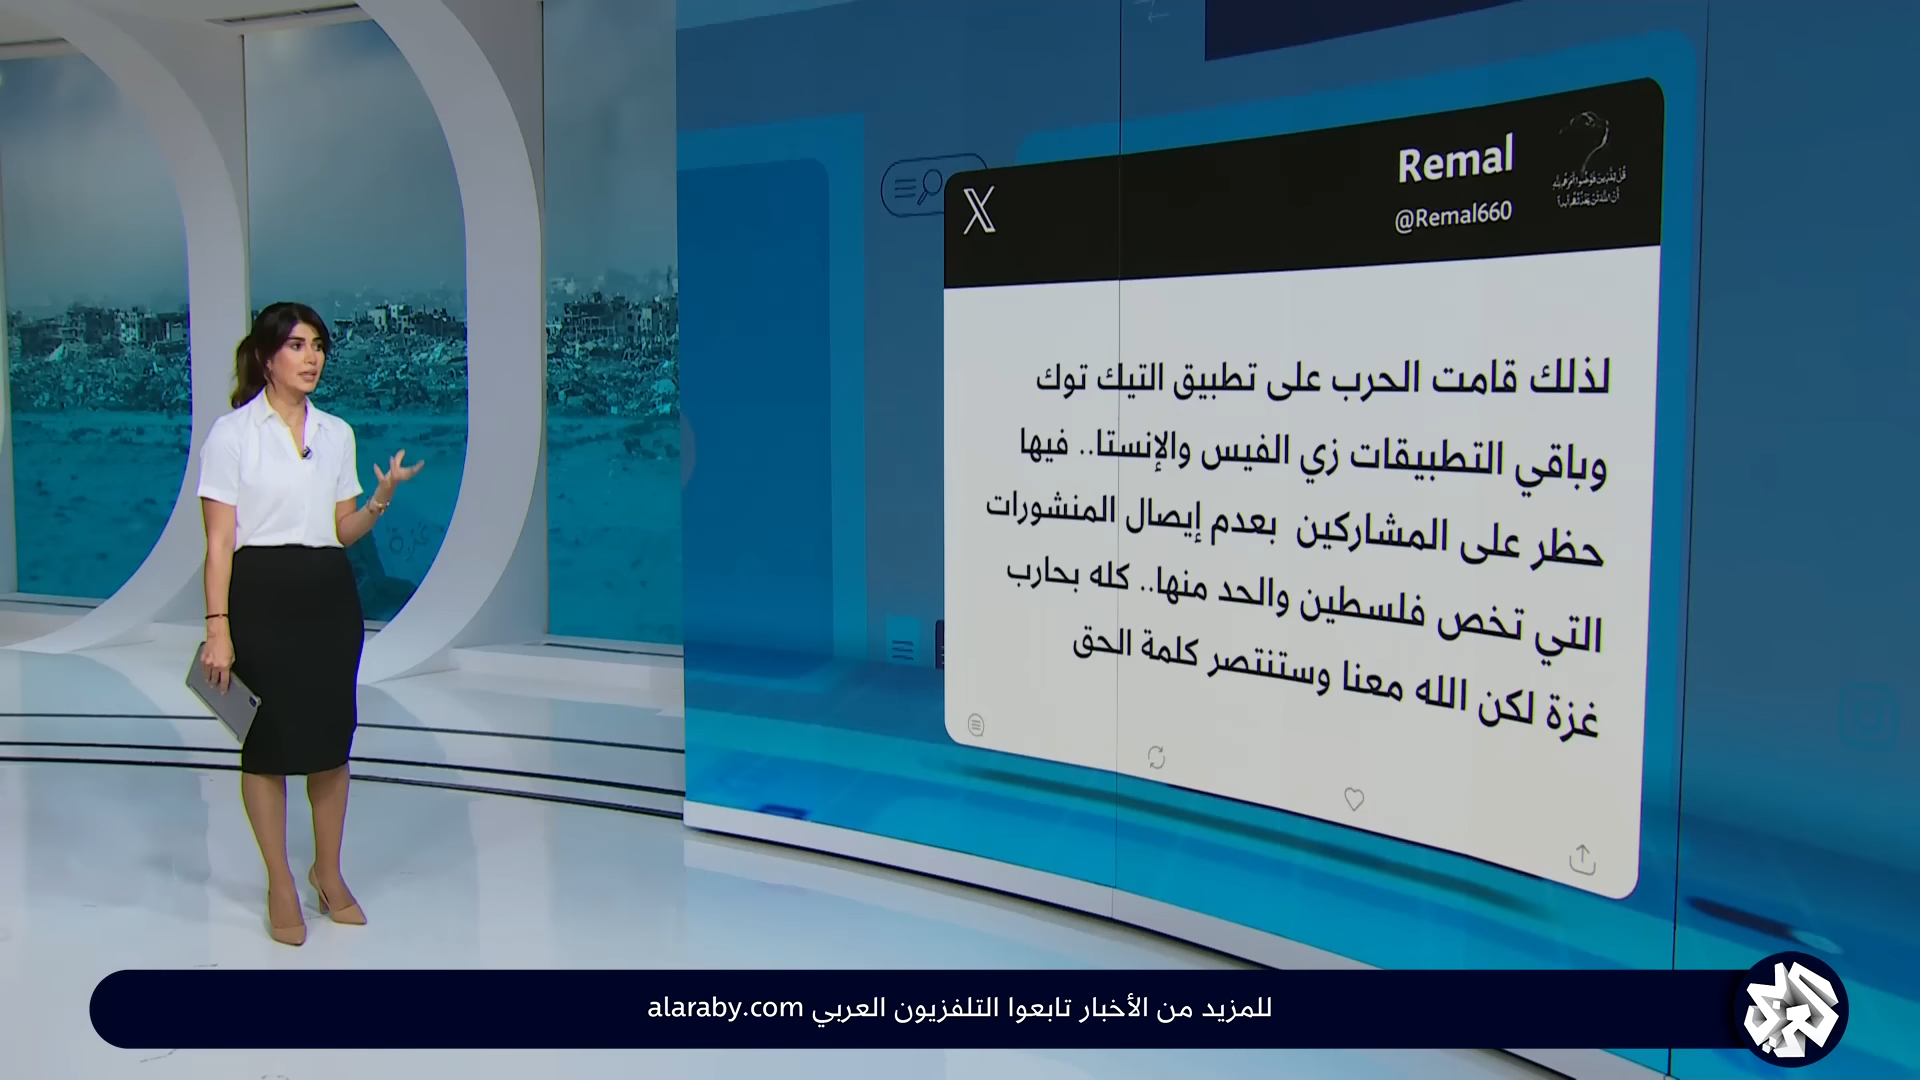 Remal
@Remal660
لذلك قامت الحرب على تطبيق التيك توك
وباقي التطبيقات زي الفيس والإنستا.. فيها
حظر على المشاركين بعدم إيصال المنشورات
التي تخص فلسطين والحد منها.. كله بحارب
غزة لكن الله معنا وستنتصر كلمة الحق
للمزيد من الأخبار تابعوا التلفزيون العربي alaraby.com
العربي